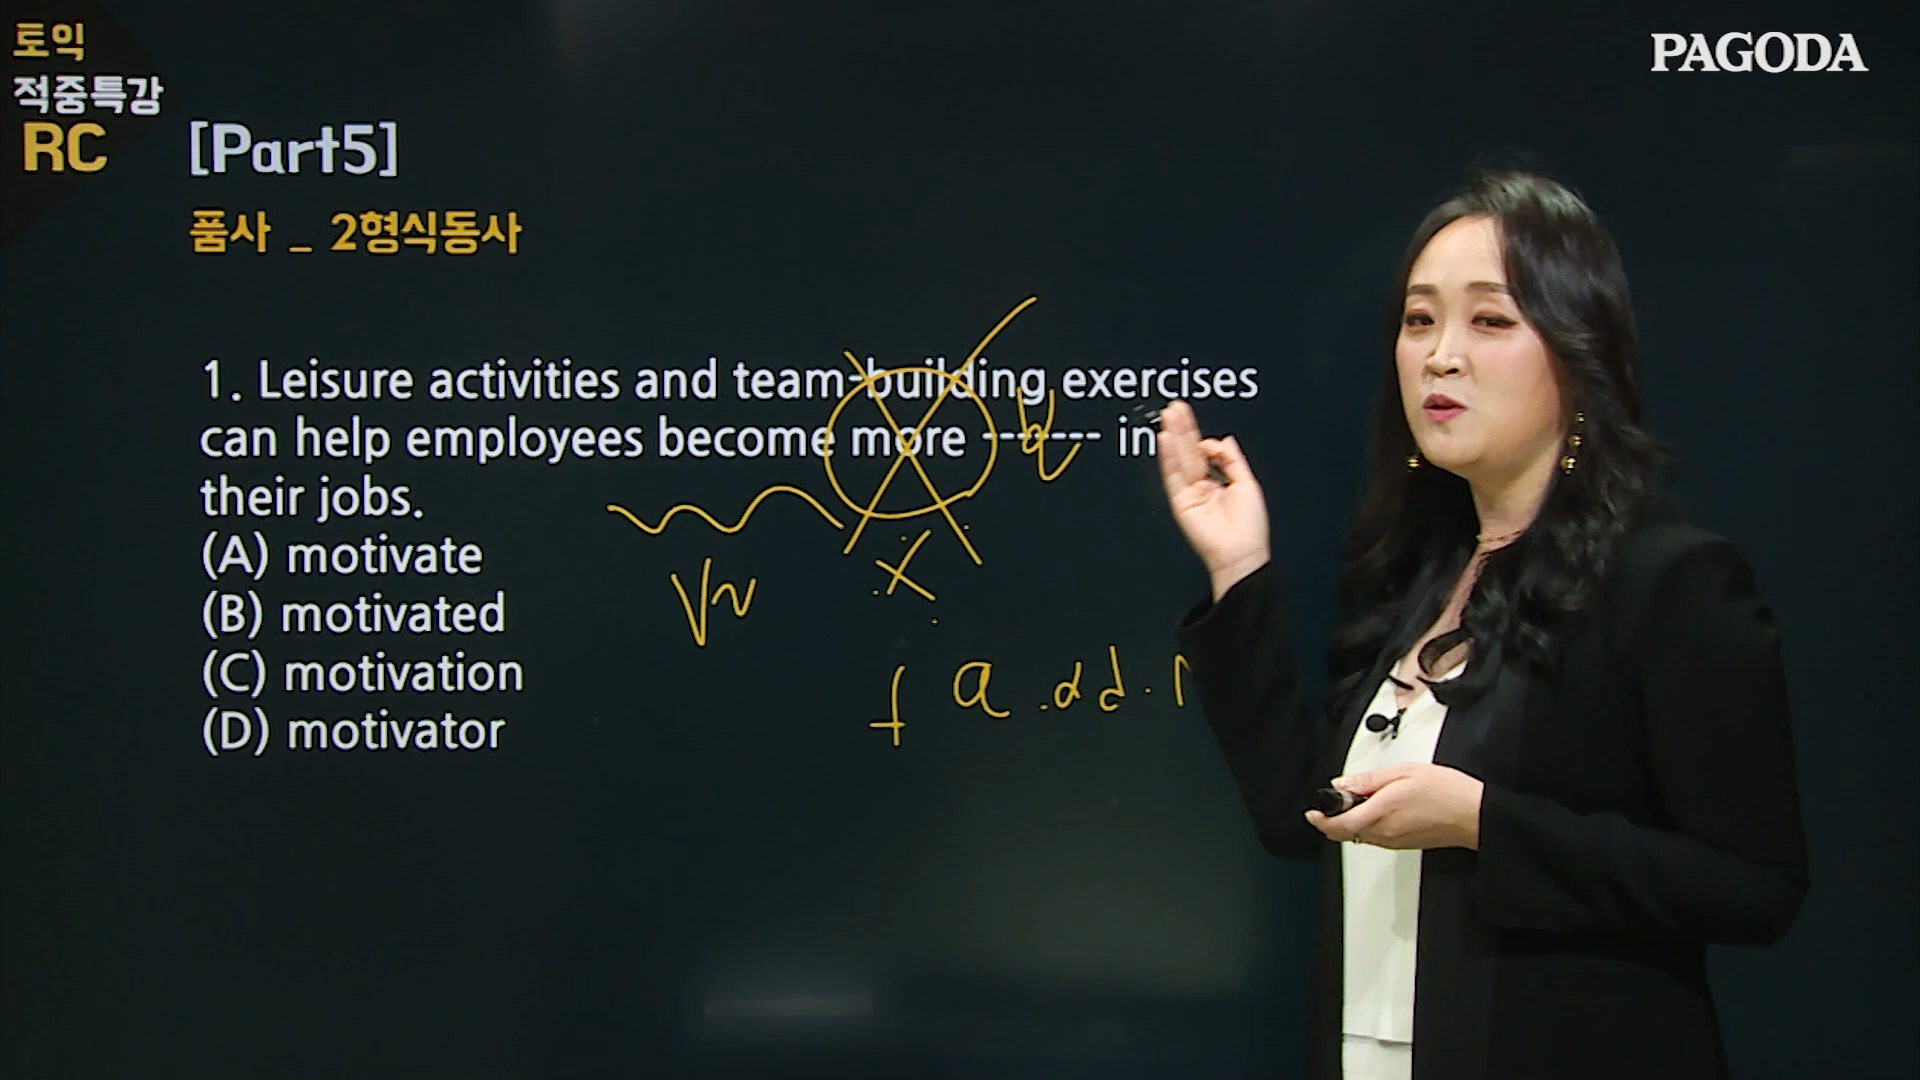 토익
적중특강
RC
PAGODA
[Part5]
품사 _ 2형식동사
1. Leisure activities and team-building exercises
can help employees become more ------- in
their jobs.
(A) motivate
(B) motivated
(C) motivation
(D) motivator